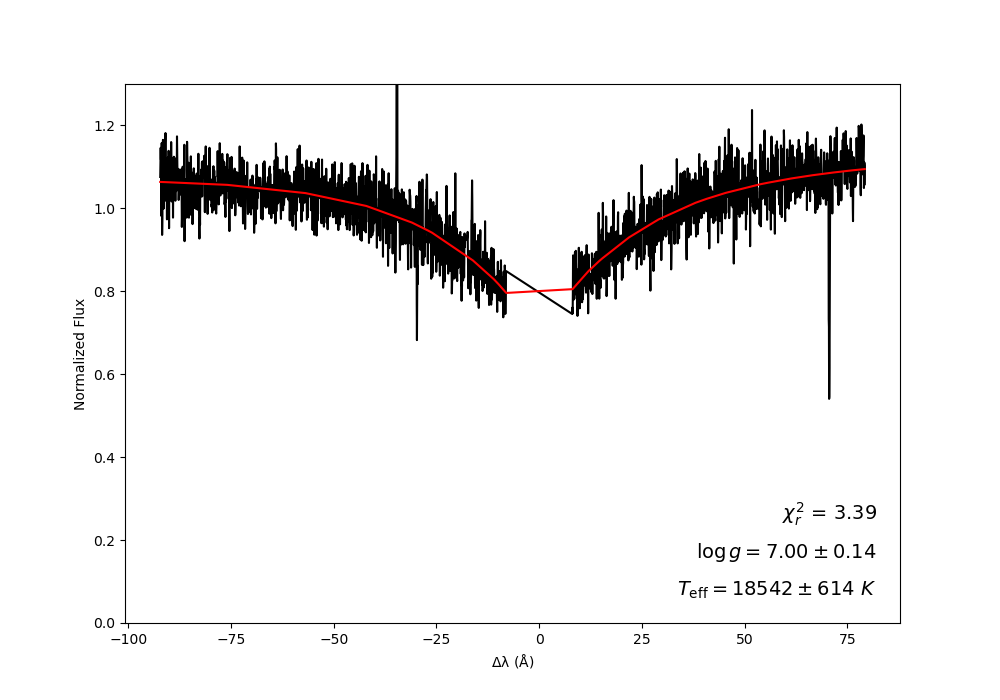 1.2
1.0
0.8
0.6
0.4
0.2
0.0
Normalized Flux
χ²ᵣ = 3.39
log g = 7.00 ± 0.14
T_eff = 18542 ± 614 K
−100 −75 −50 −25 0 25 50 75
Δλ (Å)